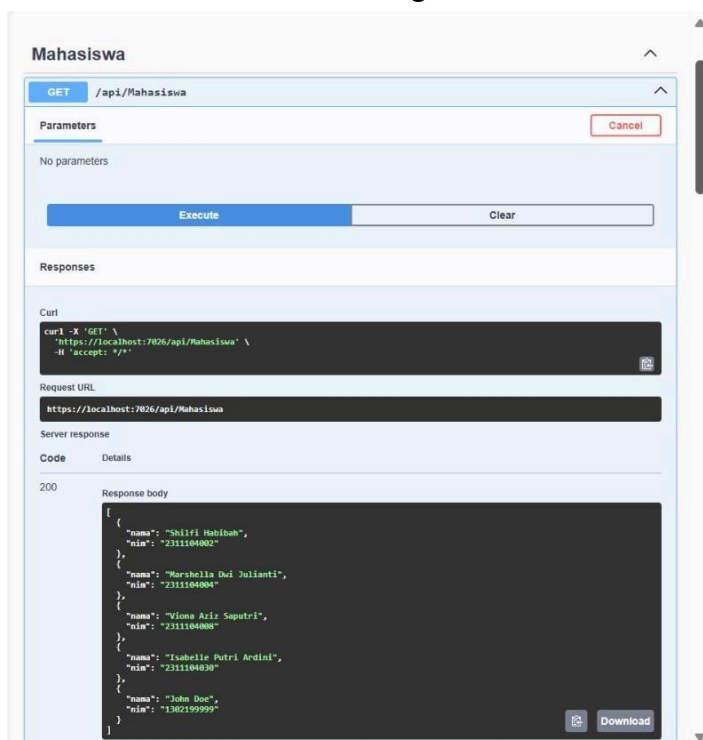 Mahasiswa
GET /api/Mahasiswa
Parameters Cancel
No parameters
Execute Clear
Responses
Curl
curl -X 'GET' \
'https://localhost:7026/api/Mahasiswa' \
-H 'accept: */*'
Request URL
https://localhost:7026/api/Mahasiswa
Server response
Code Details
200 Response body
[
{
"nama": "Shilfi Habibah",
"nim": "2311104002"
},
{
"nama": "Marshella Dwi Julianti",
"nim": "2311104004"
},
{
"nama": "Viona Aziz Saputri",
"nim": "2311104008"
},
{
"nama": "Isabelle Putri Ardini",
"nim": "2311104030"
},
{
"nama": "John Doe",
"nim": "1302199999"
}
]
Download